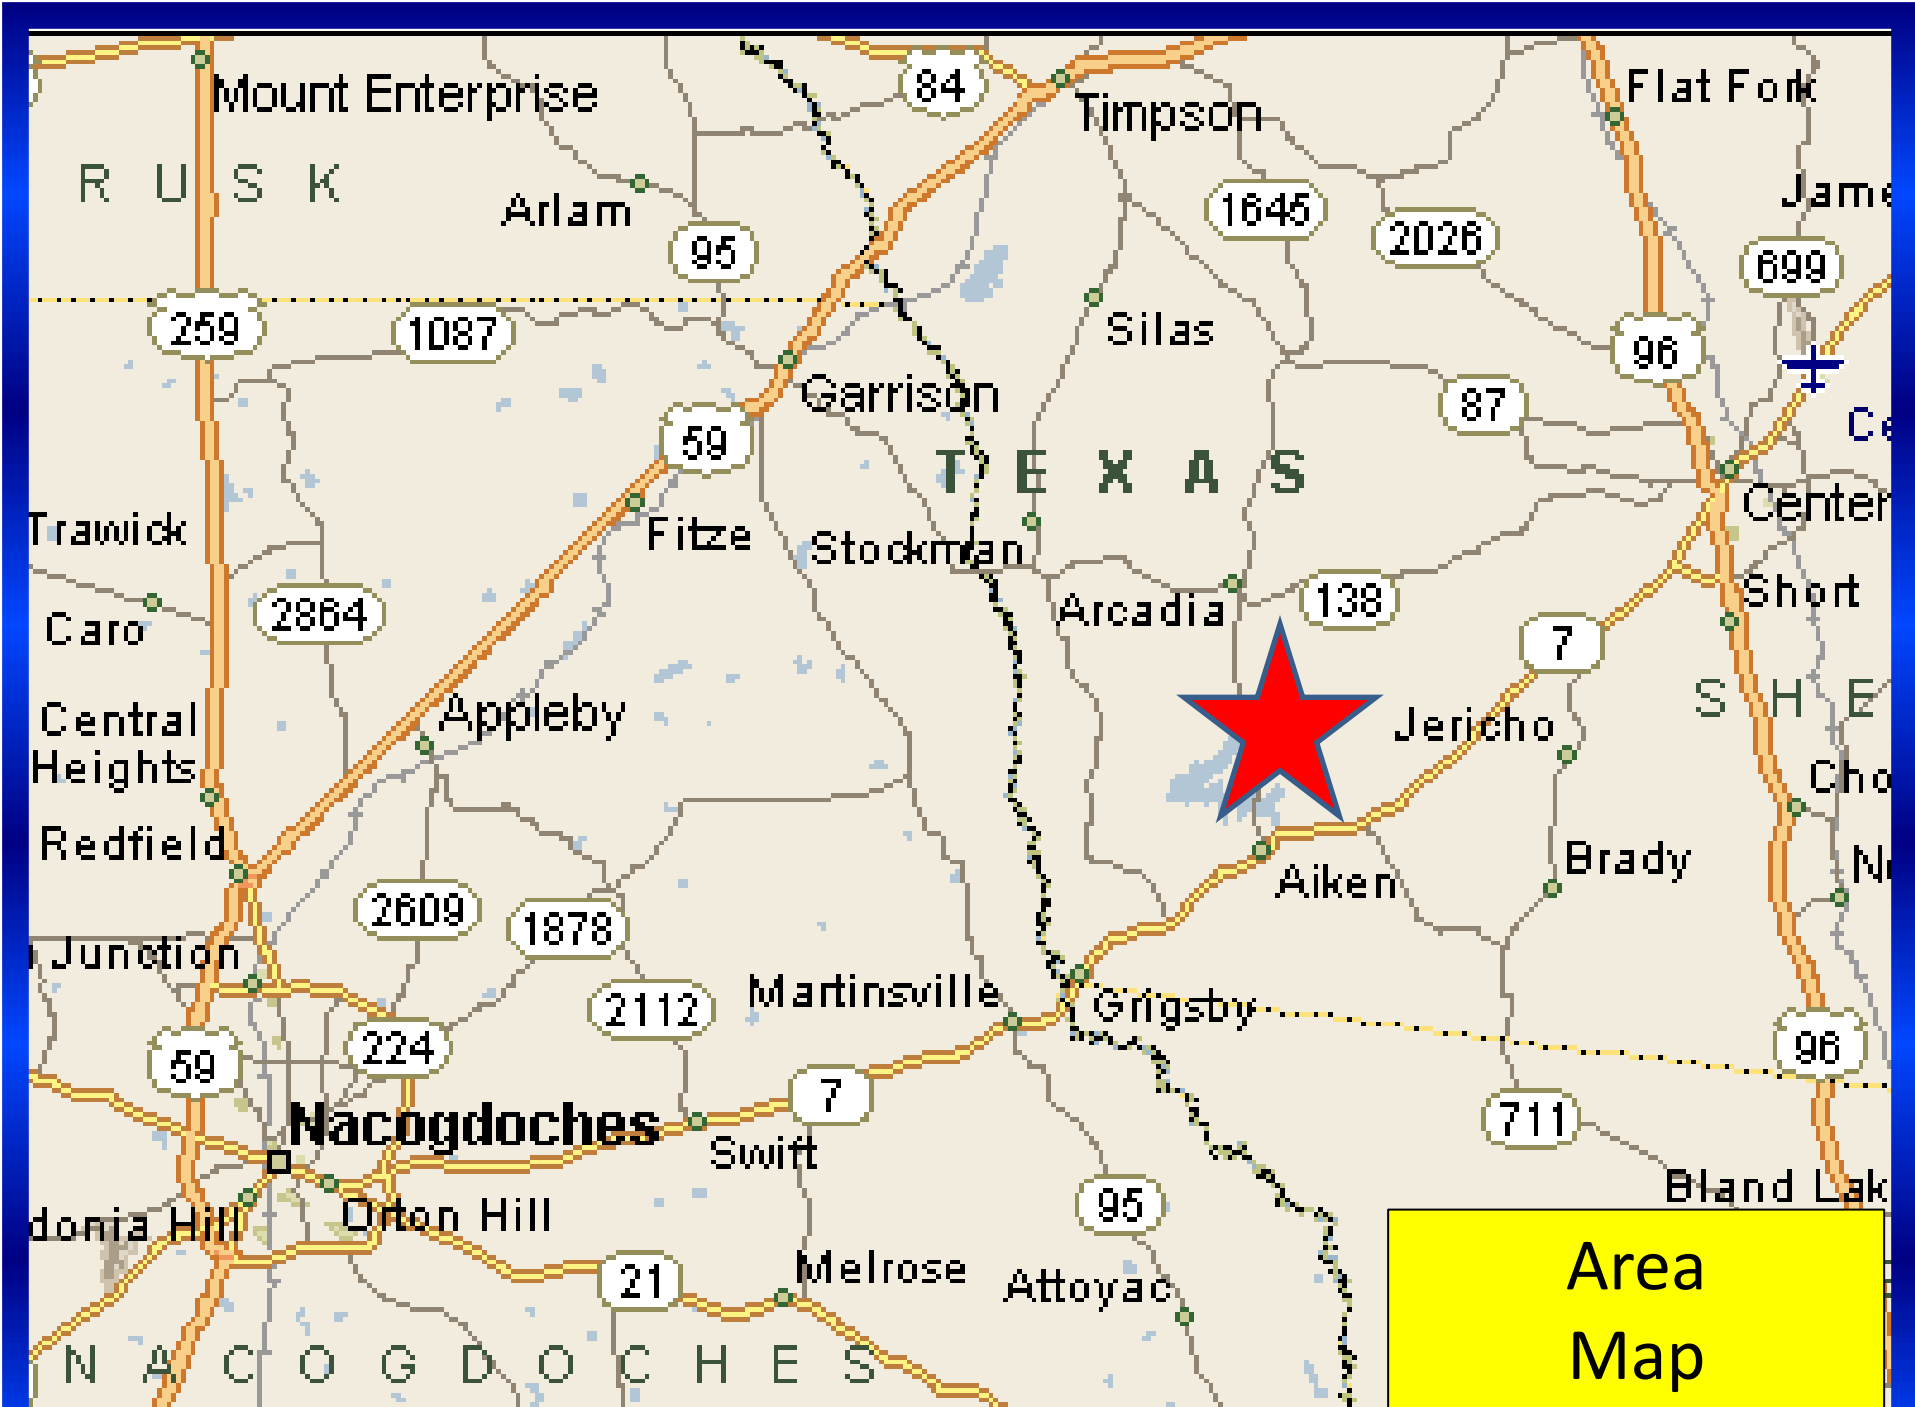 84
Mount Enterprise
Timpson
Flat Fork
R U S K
Arlam
1645
Jame
95
2026
699
259
1087
Silas
96
Garrison
87
59
Ce
T E X A S
Trawick
Fitze
Stockman
Center
2864
Caro
Arcadia
138
Short
7
Central
Heights
Appleby
Jericho
S H E
Cho
Redfield
Aiken
Brady
2609
1878
Junction
Martinsville
2112
Grigsby
59
224
96
7
Nacogdoches
Swift
711
donia Hill
Orton Hill
95
Bland Lak
21
Melrose
Attoyac
Area
Map
N A C O G D O C H E S